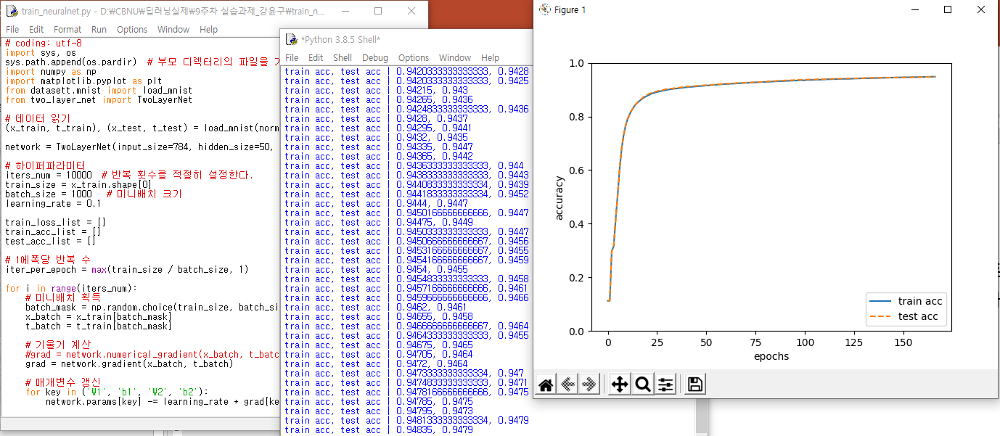 train_neuralnet.py - D:\CBNU\딥러닝실제\9주차 실습과제_강윤구\train_n...
File Edit Format Run Options Window Help
# coding: utf-8
import sys, os
sys.path.append(os.pardir)  # 부모 디렉터리의 파일을
import numpy as np
import matplotlib.pyplot as plt
from datasett.mnist import load_mnist
from two_layer_net import TwoLayerNet
# 데이터 읽기
(x_train, t_train), (x_test, t_test) = load_mnist(norm
network = TwoLayerNet(input_size=784, hidden_size=50,
# 하이퍼파라미터
iters_num = 10000  # 반복 횟수를 적절히 설정한다.
train_size = x_train.shape[0]
batch_size = 1000   # 미니배치 크기
learning_rate = 0.1
train_loss_list = []
train_acc_list = []
test_acc_list = []
# 1에폭당 반복 수
iter_per_epoch = max(train_size / batch_size, 1)
for i in range(iters_num):
# 미니배치 획득
batch_mask = np.random.choice(train_size, batch_si
x_batch = x_train[batch_mask]
t_batch = t_train[batch_mask]
# 기울기 계산
#grad = network.numerical_gradient(x_batch, t_batc
grad = network.gradient(x_batch, t_batch)
# 매개변수 갱신
for key in ('W1', 'b1', 'W2', 'b2'):
network.params[key] -= learning_rate * grad[ke
*Python 3.8.5 Shell*
File Edit Shell Debug Options Window Help
train acc, test acc | 0.9420333333333333, 0.9428
train acc, test acc | 0.9420333333333333, 0.9425
train acc, test acc | 0.94215, 0.943
train acc, test acc | 0.94265, 0.9436
train acc, test acc | 0.9424833333333333, 0.9436
train acc, test acc | 0.9428, 0.9437
train acc, test acc | 0.94295, 0.9441
train acc, test acc | 0.9432, 0.9435
train acc, test acc | 0.94335, 0.9447
train acc, test acc | 0.94365, 0.9442
train acc, test acc | 0.9436333333333333, 0.944
train acc, test acc | 0.9438333333333333, 0.9443
train acc, test acc | 0.9440833333333334, 0.9439
train acc, test acc | 0.9441833333333334, 0.9452
train acc, test acc | 0.9444, 0.9447
train acc, test acc | 0.9450166666666666, 0.9447
train acc, test acc | 0.94475, 0.9449
train acc, test acc | 0.9450333333333333, 0.9447
train acc, test acc | 0.9450666666666667, 0.9456
train acc, test acc | 0.9453166666666667, 0.9455
train acc, test acc | 0.9454166666666667, 0.9459
train acc, test acc | 0.9454, 0.9455
train acc, test acc | 0.9454833333333333, 0.9458
train acc, test acc | 0.9457166666666666, 0.9461
train acc, test acc | 0.9459666666666666, 0.9466
train acc, test acc | 0.9462, 0.9461
train acc, test acc | 0.94655, 0.9458
train acc, test acc | 0.9466666666666667, 0.9464
train acc, test acc | 0.9464333333333333, 0.9455
train acc, test acc | 0.94675, 0.9465
train acc, test acc | 0.94705, 0.9464
train acc, test acc | 0.9472, 0.9464
train acc, test acc | 0.9473333333333334, 0.947
train acc, test acc | 0.9474833333333333, 0.9471
train acc, test acc | 0.9478166666666666, 0.9475
train acc, test acc | 0.94785, 0.9475
train acc, test acc | 0.94795, 0.9473
train acc, test acc | 0.9481333333333334, 0.9479
train acc, test acc | 0.94835, 0.9479
Figure 1
1.0
0.8
0.6
0.4
0.2
0.0
accuracy
train acc
test acc
0 25 50 75 100 125 150
epochs